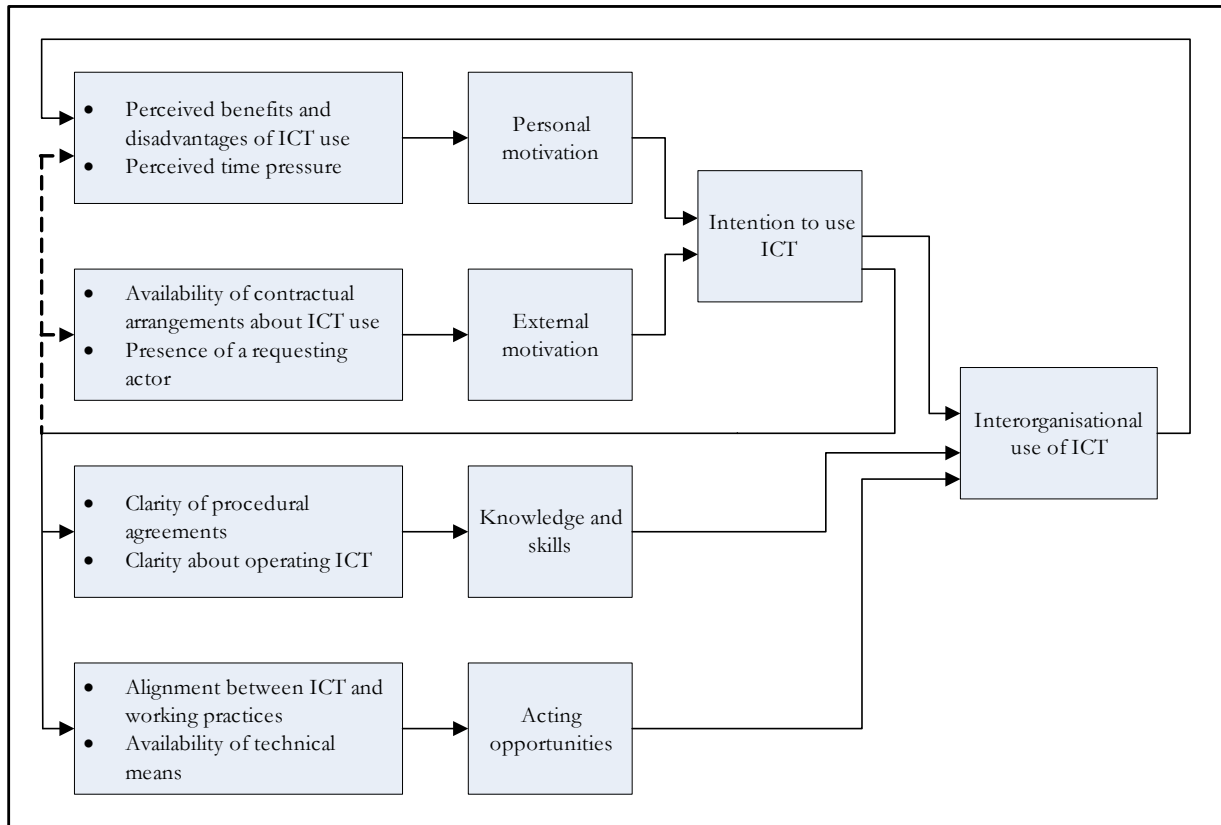 • Perceived benefits and
disadvantages of ICT use
• Perceived time pressure
Personal
motivation
Intention to use
ICT
• Availability of contractual
arrangements about ICT use
• Presence of a requesting
actor
External
motivation
Interorganisational
use of ICT
• Clarity of procedural
agreements
• Clarity about operating ICT
Knowledge and
skills
• Alignment between ICT and
working practices
• Availability of technical
means
Acting
opportunities